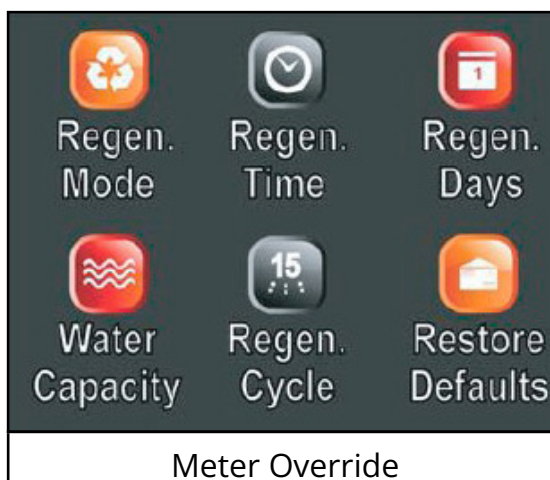 1
Regen. Mode
Regen. Time
Regen. Days
15
Water Capacity
Regen. Cycle
Restore Defaults
Meter Override